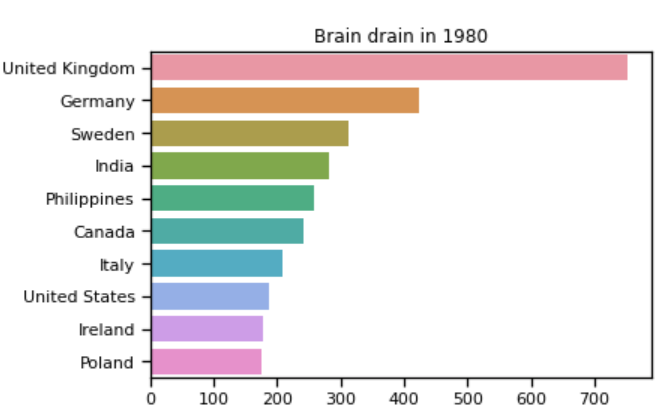 Brain drain in 1980
United Kingdom
Germany
Sweden
India
Philippines
Canada
Italy
United States
Ireland
Poland
0 100 200 300 400 500 600 700